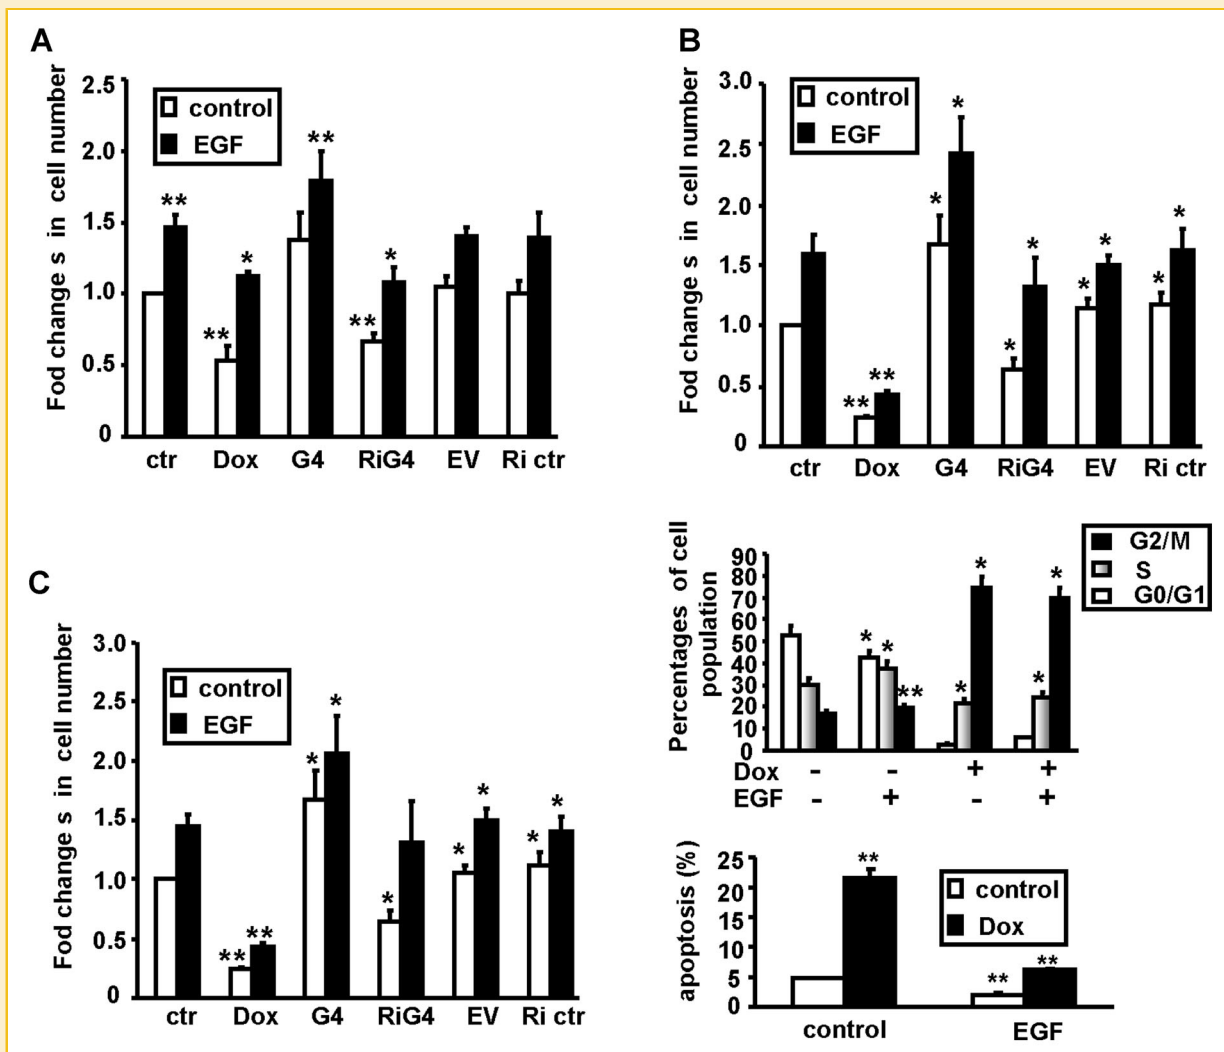 A
Fod change s in cell number
2.5
2.0
1.5
1.0
0.5
0
control
EGF
**
**
*
**
**
*
ctr Dox G4 RiG4 EV Ri ctr
B
Fod change s in cell number
3.0
2.5
2.0
1.5
1.0
0.5
0
control
EGF
**
**
*
*
*
*
*
*
*
*
ctr Dox G4 RiG4 EV Ri ctr
C
Fod change s in cell number
3.0
2.5
2.0
1.5
1.0
0.5
0
control
EGF
**
**
*
*
*
*
*
*
*
ctr Dox G4 RiG4 EV Ri ctr
Percentages of cell
population
90
80
70
60
50
40
30
20
10
0
G2/M
S
G0/G1
*
*
**
*
*
*
*
Dox - - + +
EGF - + - +
apoptosis (%)
25
20
15
10
5
0
control
Dox
**
**
**
control EGF